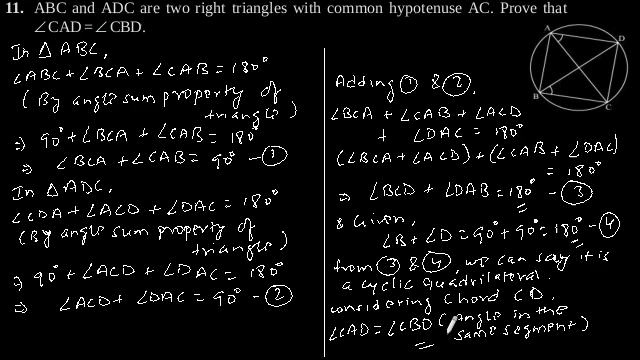 11. ABC and ADC are two right triangles with common hypotenuse AC. Prove that
∠CAD = ∠CBD.
In △ ABC,
∠ABC + ∠BCA + ∠CAB = 180°
(By angle sum property of
triangle)
⇒ 90° + ∠BCA + ∠CAB = 180°
⇒ ∠BCA + ∠CAB = 90° - ①
In △ADC,
∠CDA + ∠ACD + ∠DAC = 180°
(By angle sum property of
triangle)
⇒ 90° + ∠ACD + ∠DAC = 180°
∠ACD + ∠DAC = 90° - ②
Adding ① & ②,
∠BCA + ∠CAB + ∠ACD
+ ∠DAC = 180°
(∠BCA + ∠ACD) + (∠CAB + ∠DAC)
= 180°
⇒ ∠BCD + ∠DAB = 180° - ③
& Given,
∠B + ∠D = 90° + 90° = 180° - ④
from ③ & ④, we can say it is
a cyclic quadrilateral.
considering chord CD,
∠CAD = ∠CBD (angle in the
same segment)
A
D
B
C